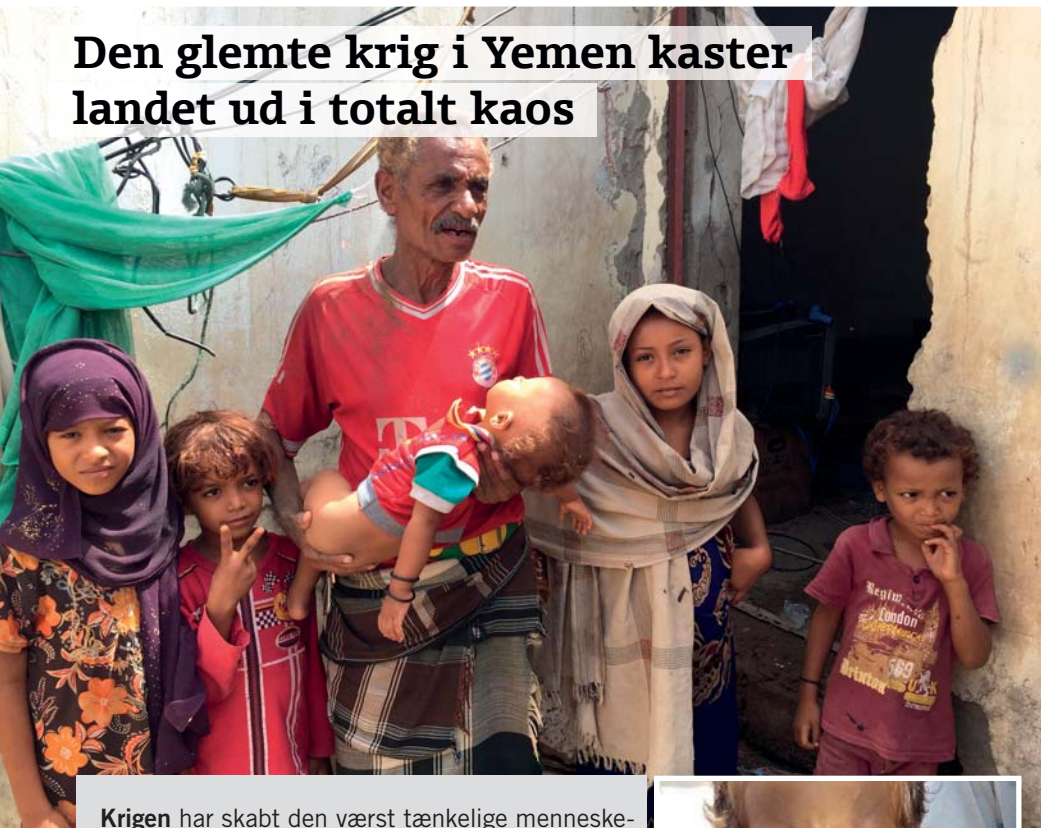 Den glemte krig i Yemen kaster
landet ud i totalt kaos
T
London
Krigen har skabt den værst tænkelige menneske-